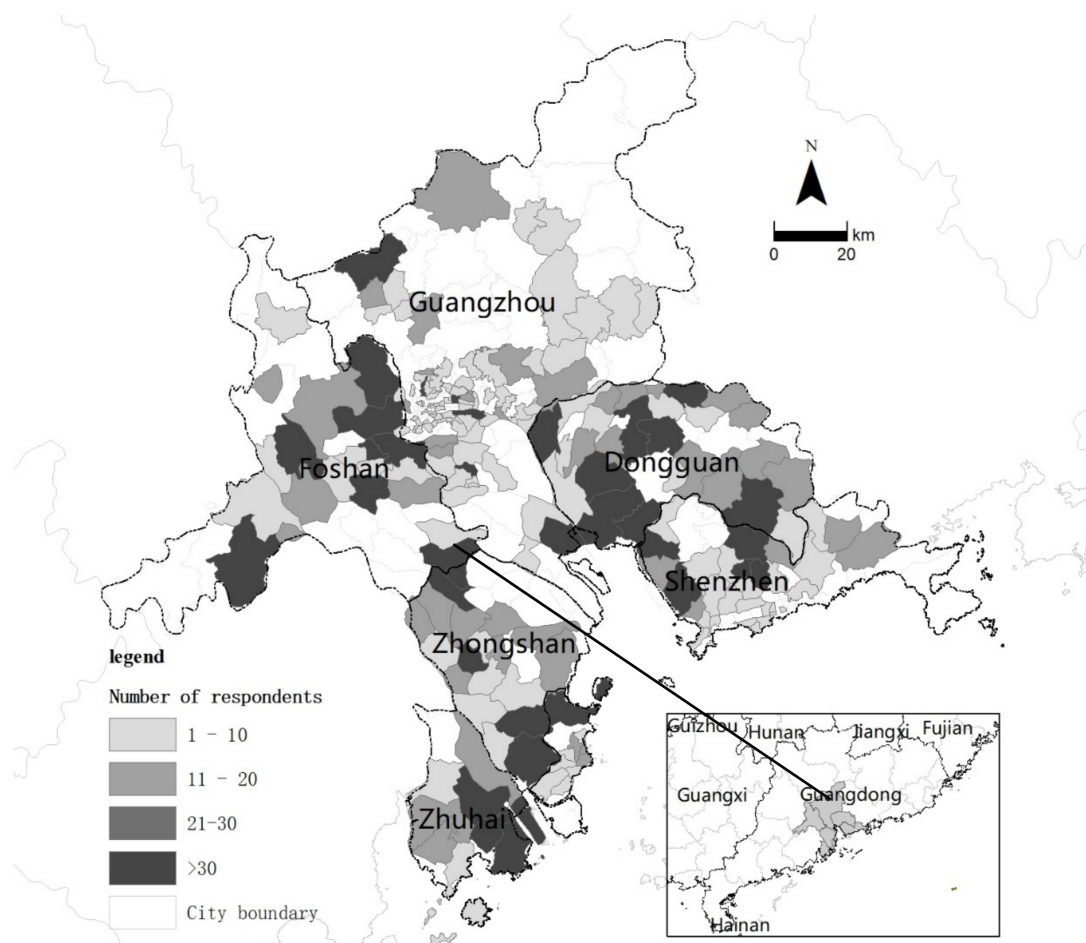 N
km
0 20
Guangzhou
Foshan
Dongguan
Shenzhen
Zhongshan
Zhuhai
legend
Number of respondents
1 - 10
11 - 20
21-30
>30
City boundary
Guizhou
Hunan
Jiangxi
Fujian
Guangxi
Guangdong
Hainan